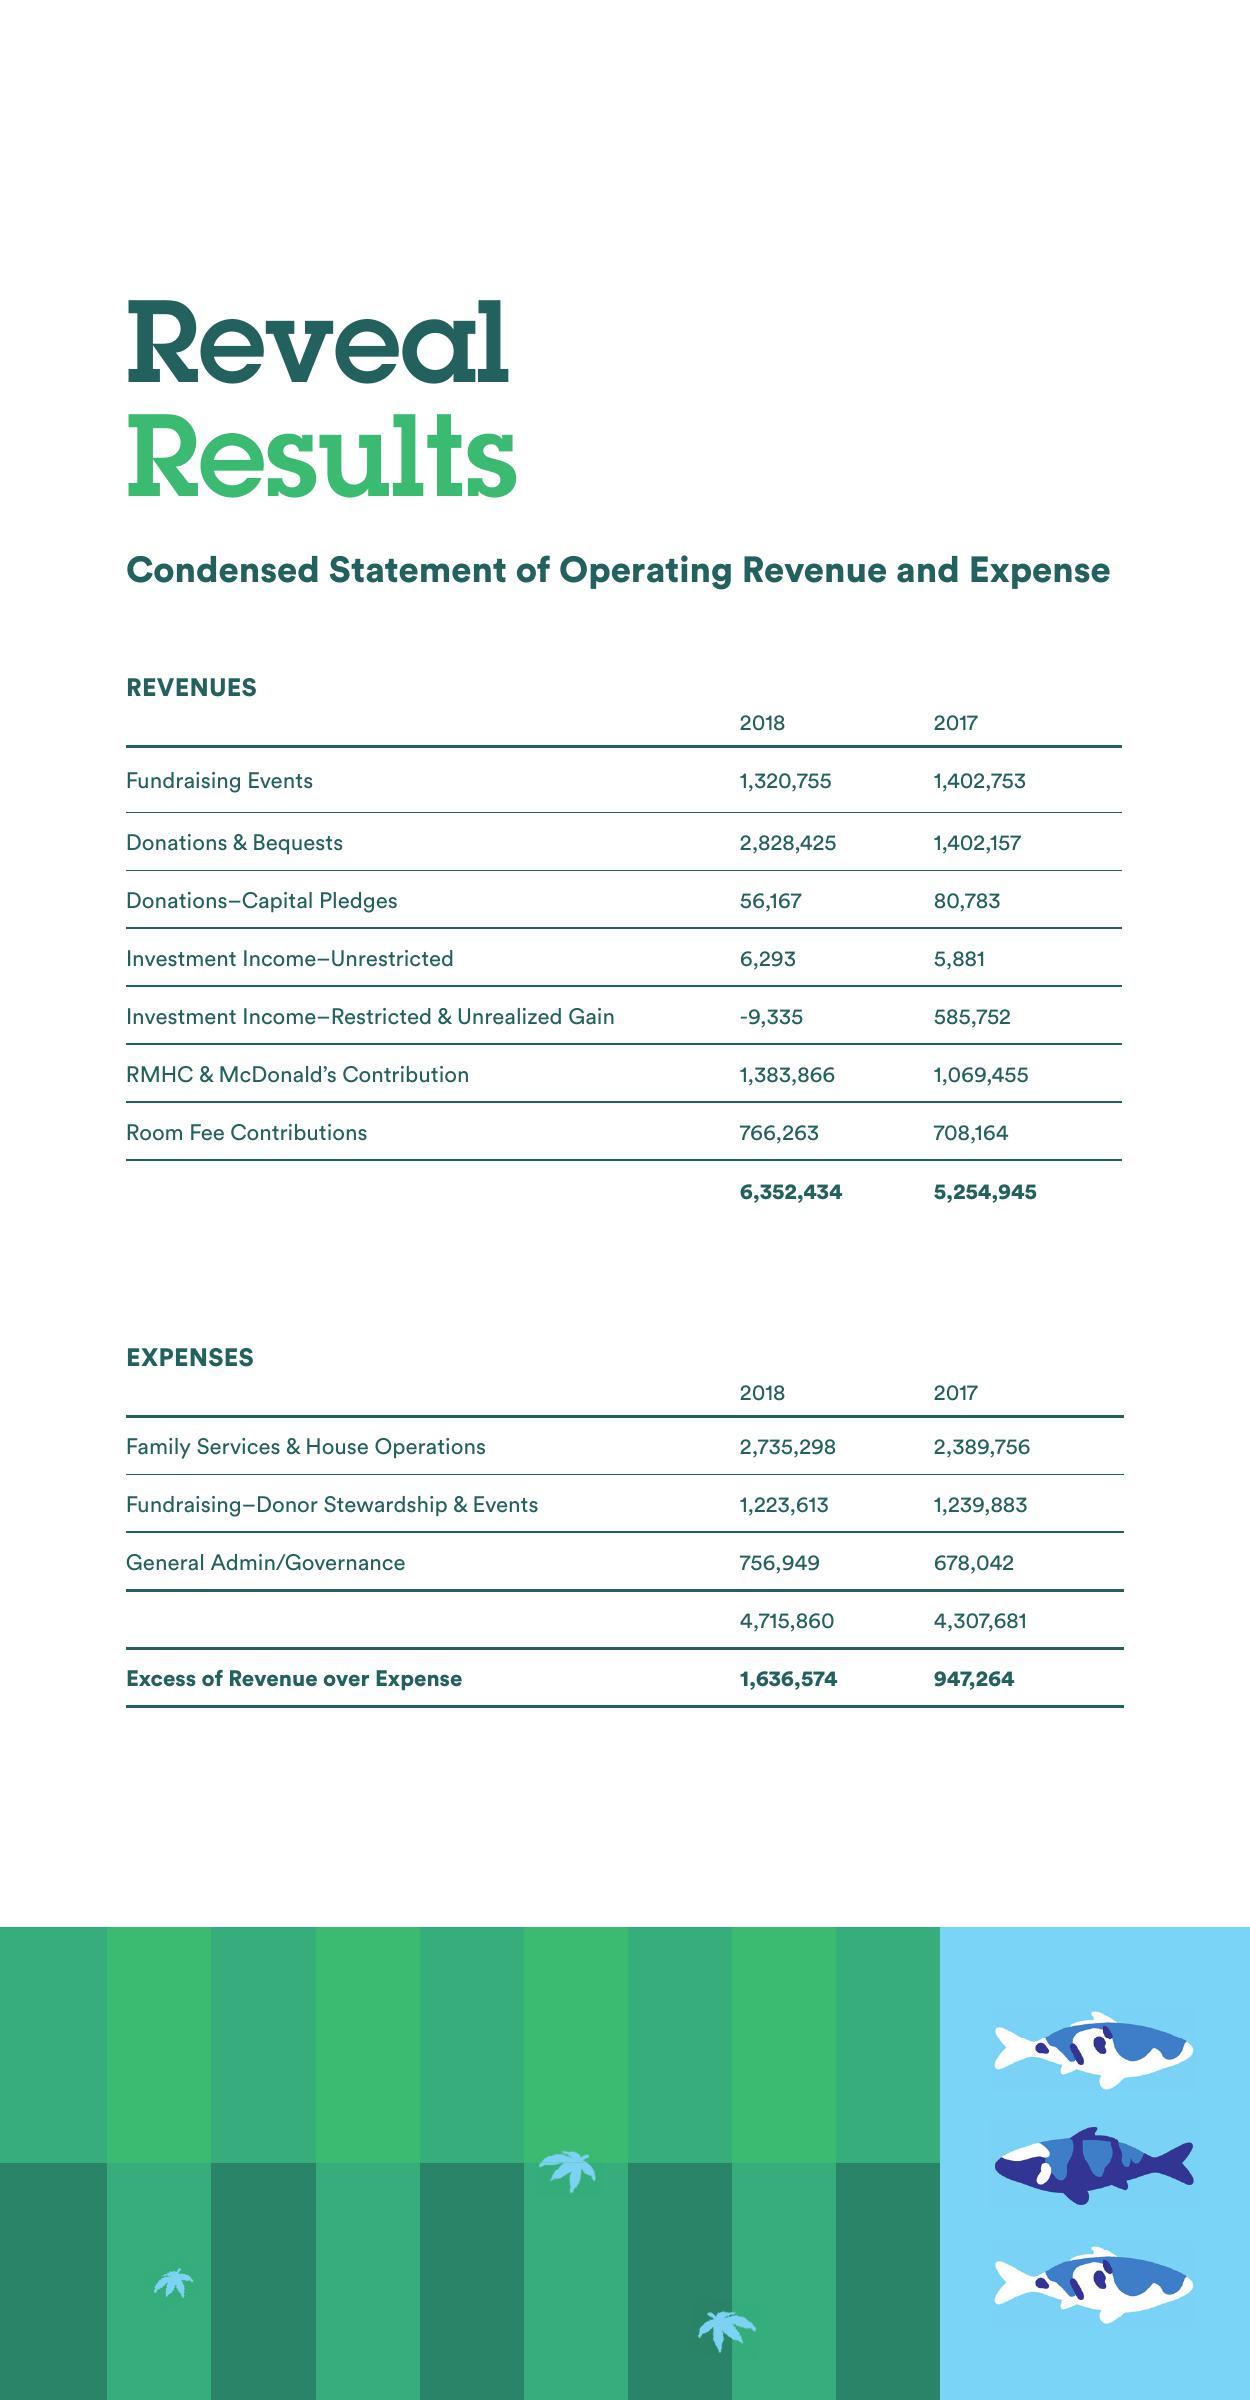 Reveal
Results
Condensed Statement of Operating Revenue and Expense
REVENUES
2018 2017
Fundraising Events 1,320,755 1,402,753
Donations & Bequests 2,828,425 1,402,157
Donations–Capital Pledges 56,167 80,783
Investment Income–Unrestricted 6,293 5,881
Investment Income–Restricted & Unrealized Gain -9,335 585,752
RMHC & McDonald’s Contribution 1,383,866 1,069,455
Room Fee Contributions 766,263 708,164
6,352,434 5,254,945
EXPENSES
2018 2017
Family Services & House Operations 2,735,298 2,389,756
Fundraising–Donor Stewardship & Events 1,223,613 1,239,883
General Admin/Governance 756,949 678,042
4,715,860 4,307,681
Excess of Revenue over Expense 1,636,574 947,264